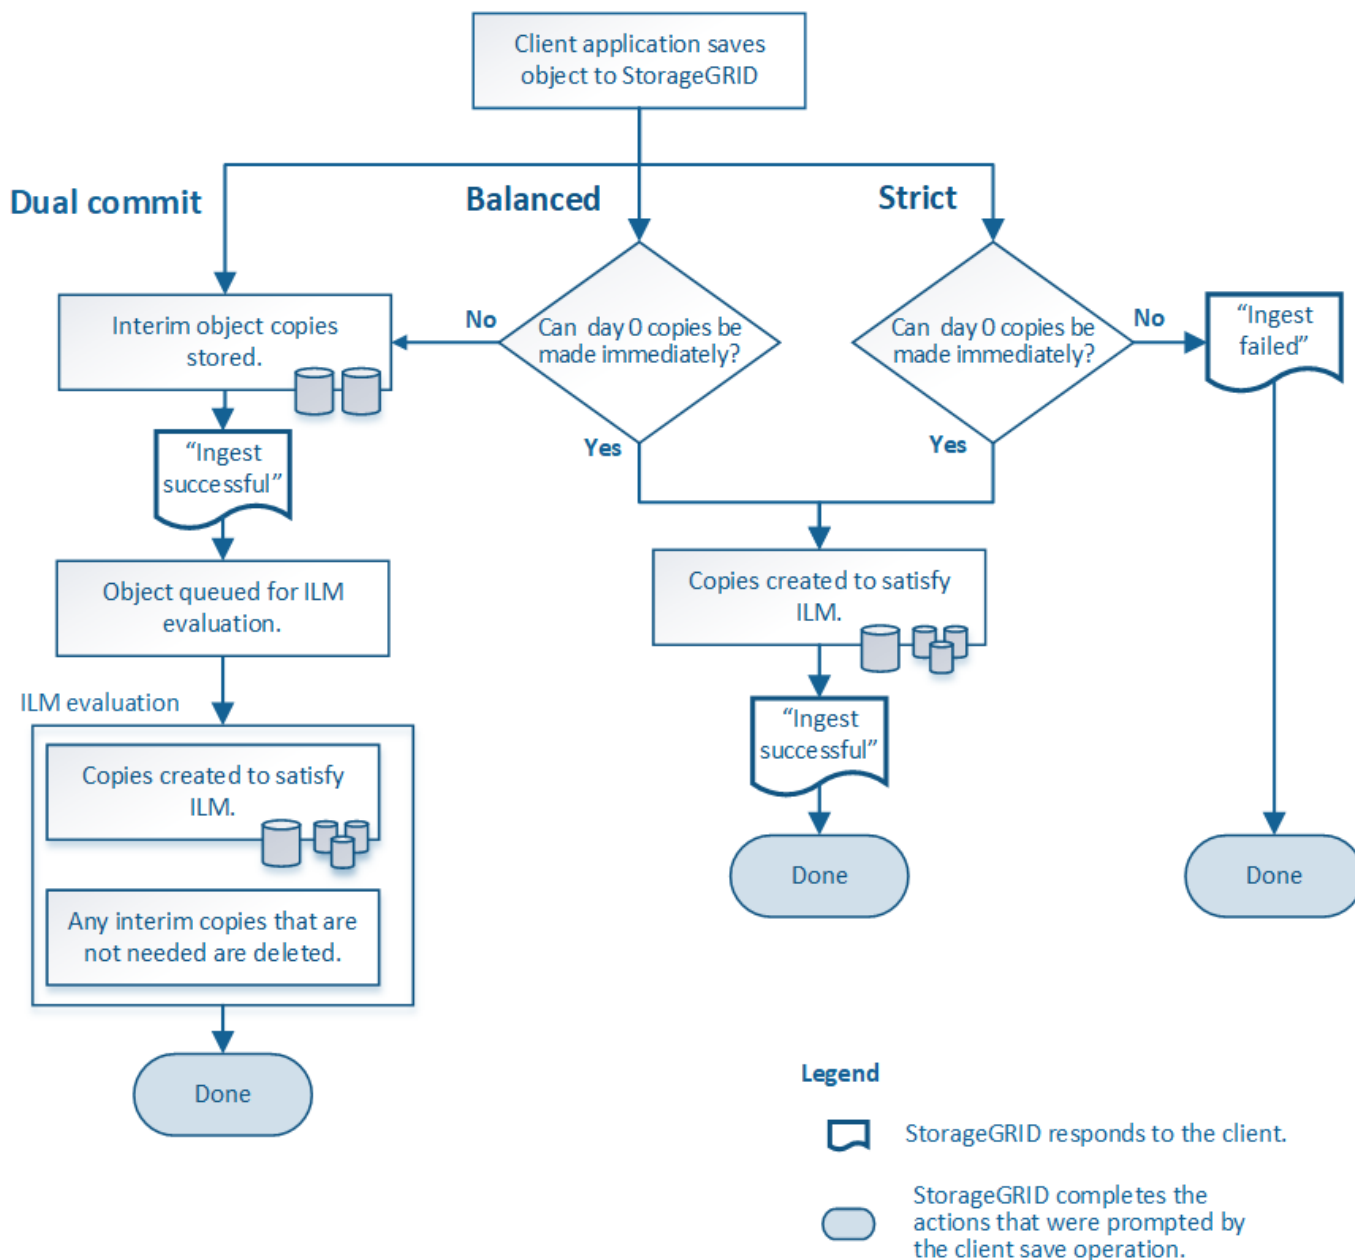 Client application saves
object to StorageGRID
Dual commit
Balanced
Strict
Interim object copies
stored.
No
Can day 0 copies be
made immediately?
Can day 0 copies be
made immediately?
No
“Ingest
failed”
“Ingest
successful”
Yes
Yes
Object queued for ILM
evaluation.
Copies created to satisfy
ILM.
ILM evaluation
“Ingest
successful”
Copies created to satisfy
ILM.
Any interim copies that are
not needed are deleted.
Done
Done
Done
Legend
StorageGRID responds to the client.
StorageGRID completes the
actions that were prompted by
the client save operation.